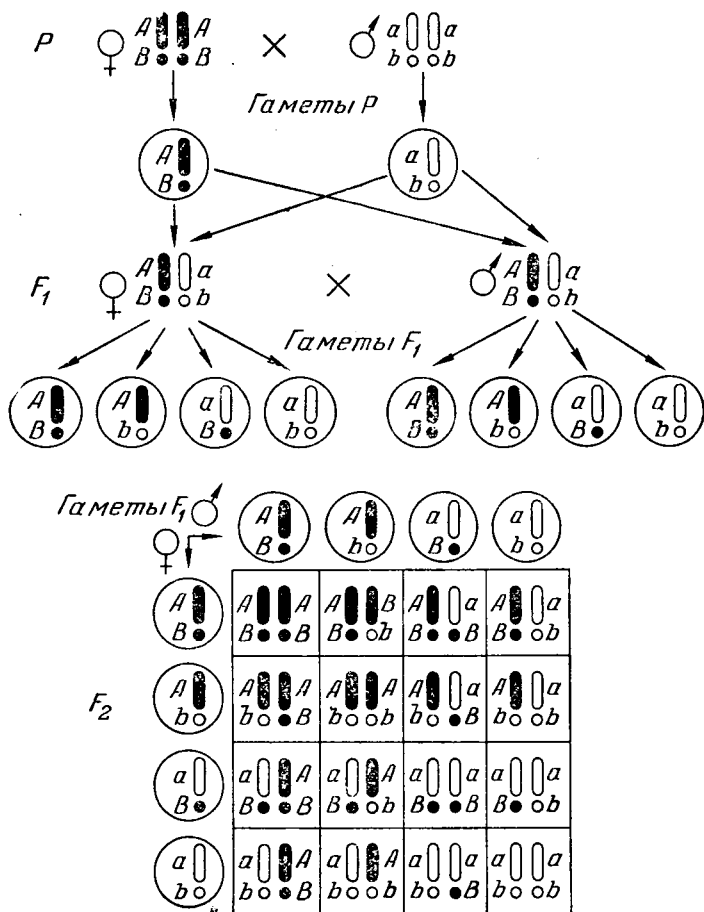 P ♀ A A × ♂ a a
B B b b
Гаметы P
A a
B b
F₁ ♀ A a × ♂ A a
B b B b
Гаметы F₁
A A a a A A a a
B b B b B b B b
Гаметы F₁ ♂
♀ A A a a
B b B b
A A A A B A a A a
B B B B b B B B b
F₂
A A A A A A a A a
b b B b b b B b b
a a A a A a a a a
B B B B b B B B b
a a A a A a a a a
b b B b b b B b b